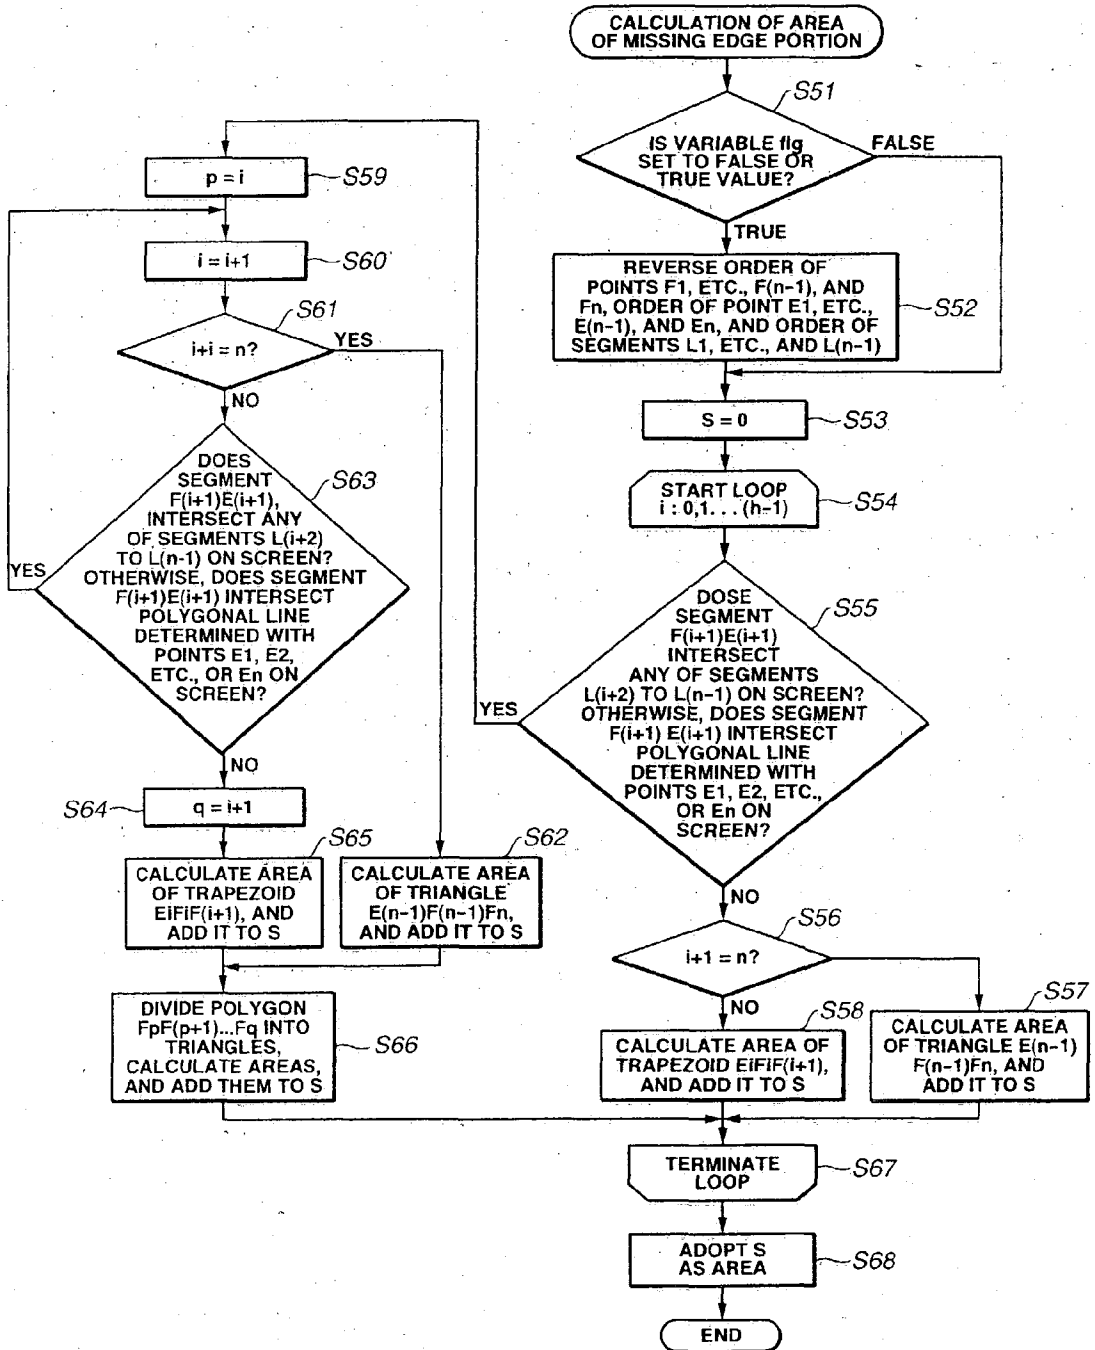 CALCULATION OF AREA
OF MISSING EDGE PORTION
S51
IS VARIABLE flg
SET TO FALSE OR
TRUE VALUE?
FALSE
TRUE
REVERSE ORDER OF
POINTS F1, ETC., F(n-1), AND
Fn, ORDER OF POINT E1, ETC.,
E(n-1), AND En, AND ORDER OF
SEGMENTS L1, ETC., AND L(n-1)
S52
S = 0
S53
START LOOP
i : 0,1. . . (h-1)
S54
DOSE
SEGMENT
F(i+1)E(i+1)
INTERSECT
ANY OF SEGMENTS
L(i+2) TO L(n-1) ON SCREEN?
OTHERWISE, DOES SEGMENT
F(i+1) E(i+1) INTERSECT
POLYGONAL LINE
DETERMINED WITH
POINTS E1, E2, ETC.,
OR En ON
SCREEN?
S55
YES
NO
i+1 = n?
S56
NO
S57
CALCULATE AREA
OF TRIANGLE E(n-1)
F(n-1)Fn, AND
ADD IT TO S
S58
CALCULATE AREA OF
TRAPEZOID EiFiF(i+1),
AND ADD IT TO S
p = i
S59
i = i+1
S60
S61
i+i = n?
YES
NO
DOES
SEGMENT
F(i+1)E(i+1),
INTERSECT ANY
OF SEGMENTS L(i+2)
TO L(n-1) ON SCREEN?
OTHERWISE, DOES SEGMENT
F(i+1)E(i+1) INTERSECT
POLYGONAL LINE
DETERMINED WITH
POINTS E1, E2,
ETC., OR En ON
SCREEN?
S63
YES
NO
S64
q = i+1
S65
CALCULATE AREA
OF TRAPEZOID
EiFiF(i+1), AND
ADD IT TO S
S62
CALCULATE AREA
OF TRIANGLE
E(n-1)F(n-1)Fn,
AND ADD IT TO S
DIVIDE POLYGON
FpF(p+1)...Fq INTO
TRIANGLES,
CALCULATE AREAS,
AND ADD THEM TO S
S66
TERMINATE
LOOP
S67
ADOPT S
AS AREA
S68
END